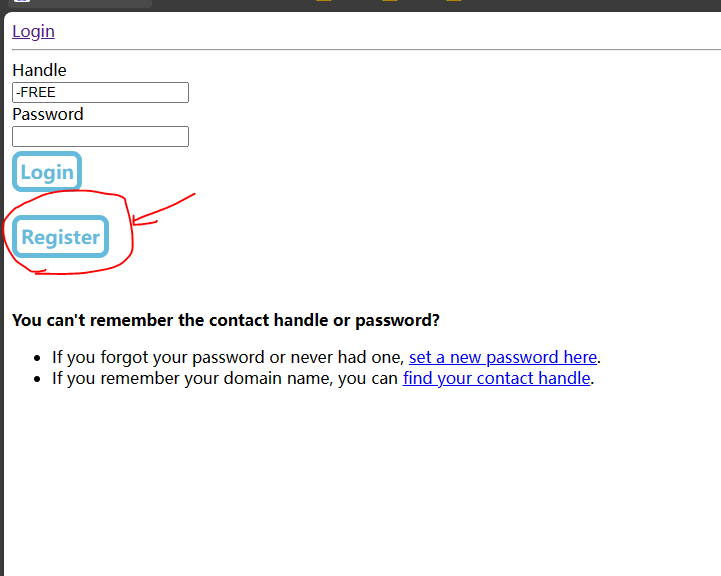 Login
Handle
-FREE
Password
Login
Register
You can't remember the contact handle or password?
If you forgot your password or never had one, set a new password here.
If you remember your domain name, you can find your contact handle.